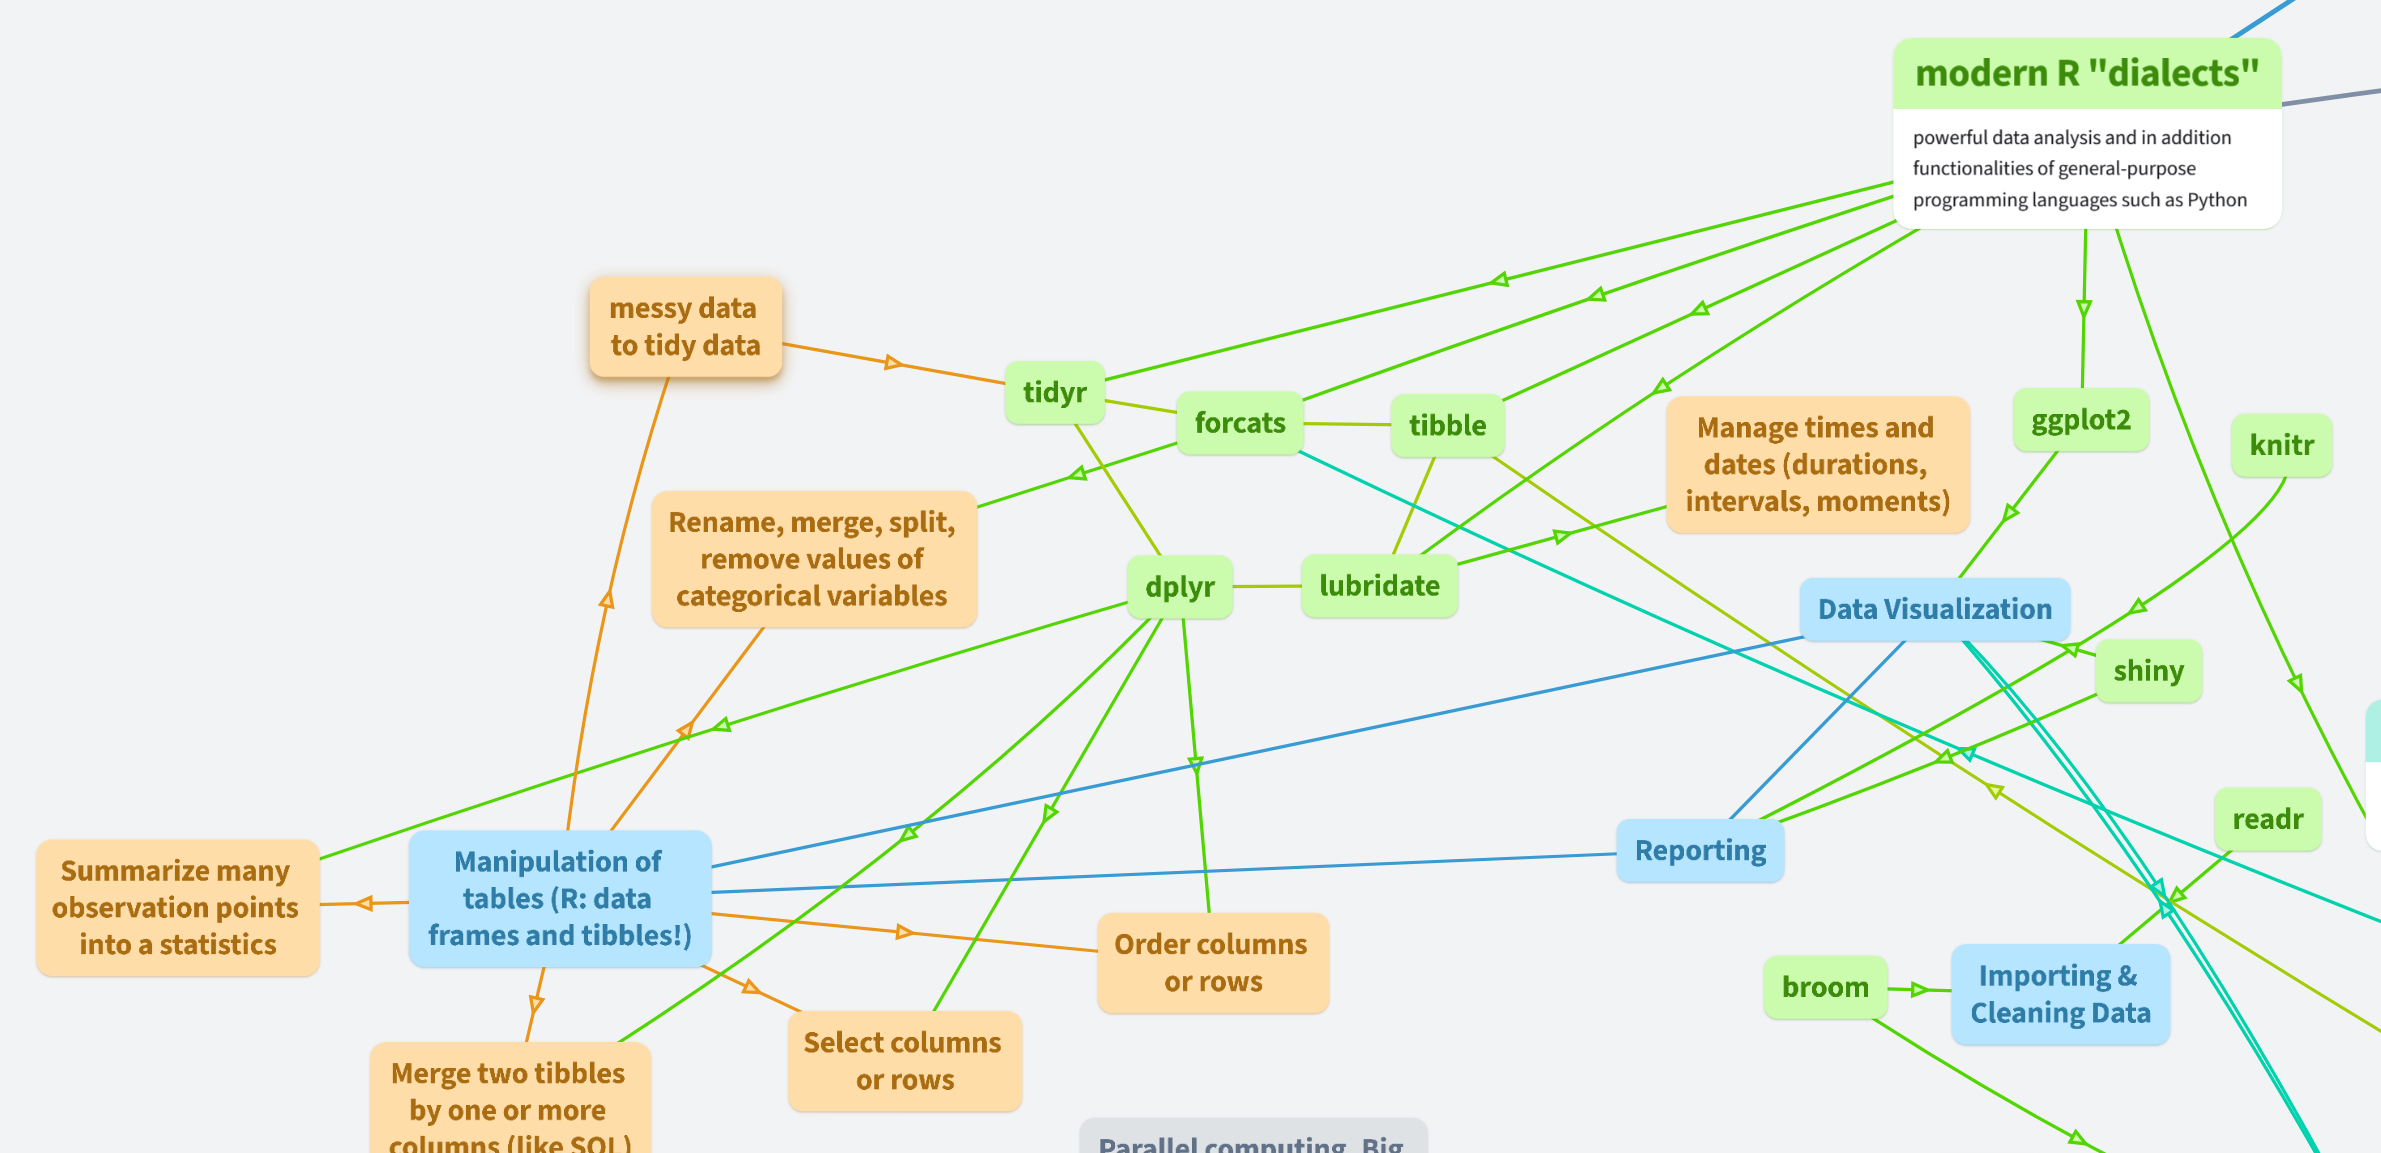 modern R "dialects"
powerful data analysis and in addition
functionalities of general-purpose
programming languages such as Python
messy data
to tidy data
tidyr
forcats
tibble
Manage times and
dates (durations,
intervals, moments)
ggplot2
knitr
Rename, merge, split,
remove values of
categorical variables
dplyr
lubridate
Data Visualization
shiny
readr
Summarize many
observation points
into a statistics
Manipulation of
tables (R: data
frames and tibbles!)
Reporting
Order columns
or rows
broom
Importing &
Cleaning Data
Select columns
or rows
Merge two tibbles
by one or more
columns (like SQL)
Parallel computing, Big